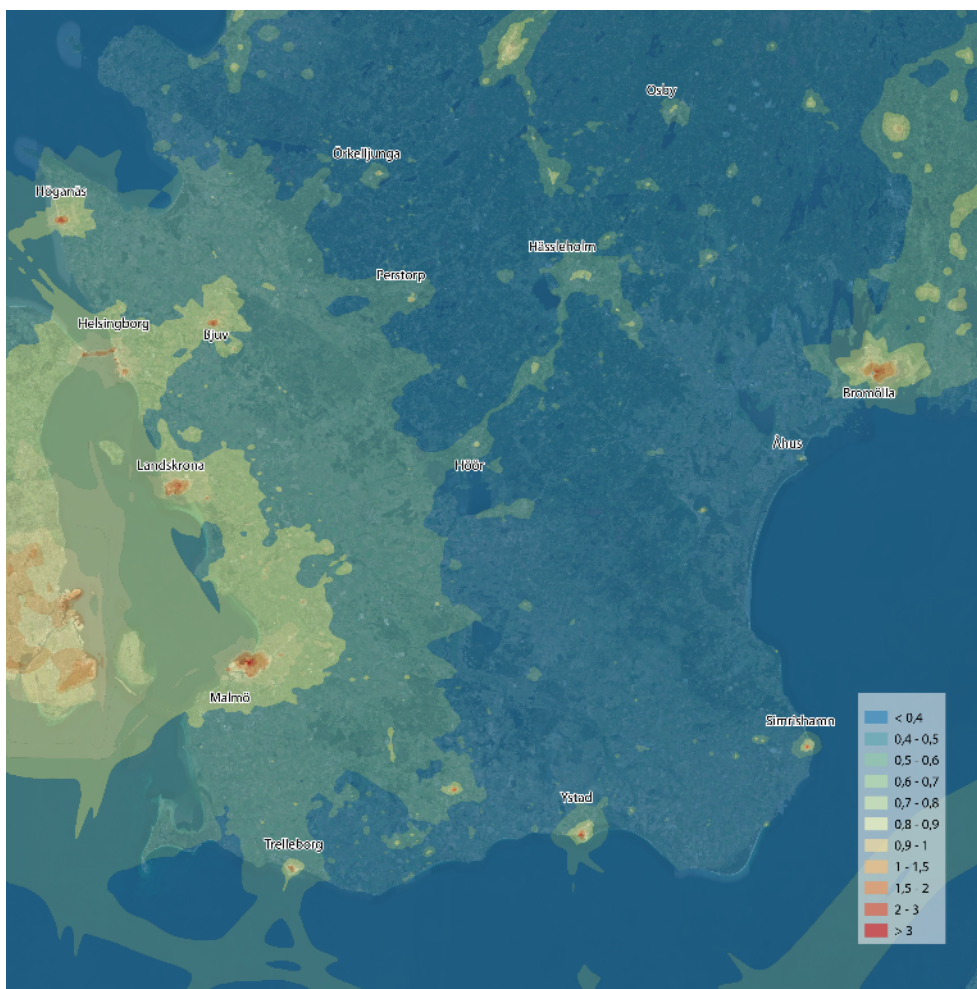 Osby
Örkelljunga
Höganäs
Hässleholm
Perstorp
Helsingborg
Bjuv
Bromölla
Åhus
Landskrona
Höör
Malmö
Simrishamn
Ystad
Trelleborg
< 0,4
0,4 - 0,5
0,5 - 0,6
0,6 - 0,7
0,7 - 0,8
0,8 - 0,9
0,9 - 1
1 - 1,5
1,5 - 2
2 - 3
> 3